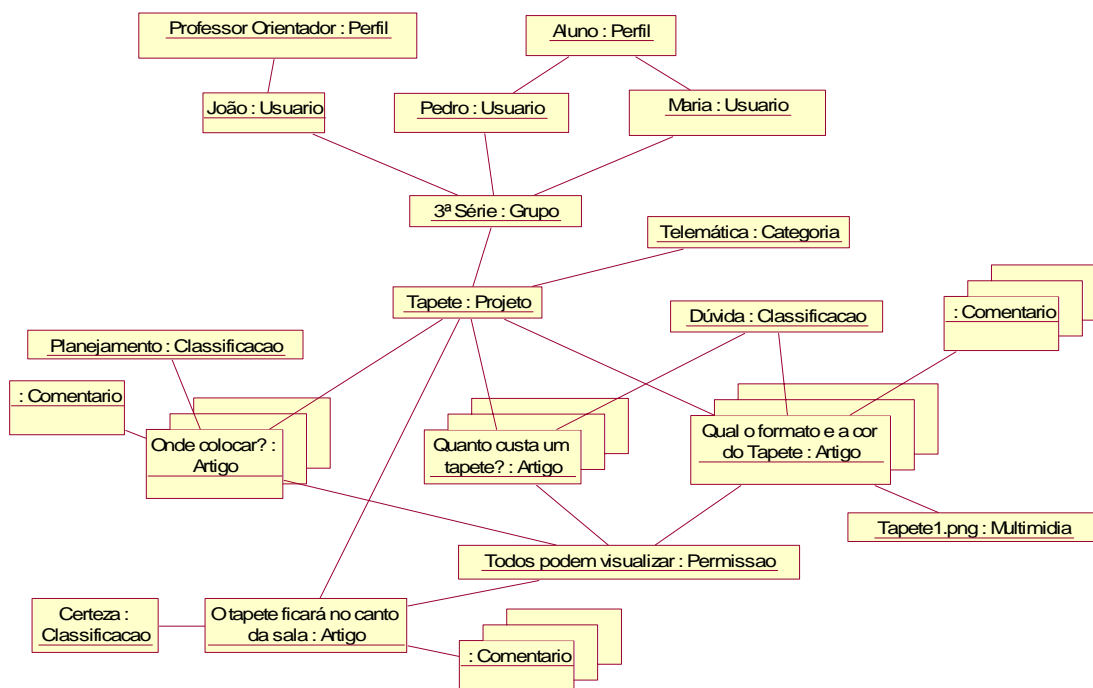 Professor Orientador : Perfil
Aluno : Perfil
João : Usuario
Pedro : Usuario
Maria : Usuario
3ª Série : Grupo
Telemática : Categoria
Tapete : Projeto
Dúvida : Classificacao
: Comentario
Planejamento : Classificacao
: Comentario
Onde colocar? :
Artigo
Quanto custa um
tapete? : Artigo
Qual o formato e a cor
do Tapete : Artigo
Tapete1.png : Multimidia
Todos podem visualizar : Permissao
Certeza :
Classificacao
O tapete ficará no canto
da sala : Artigo
: Comentario